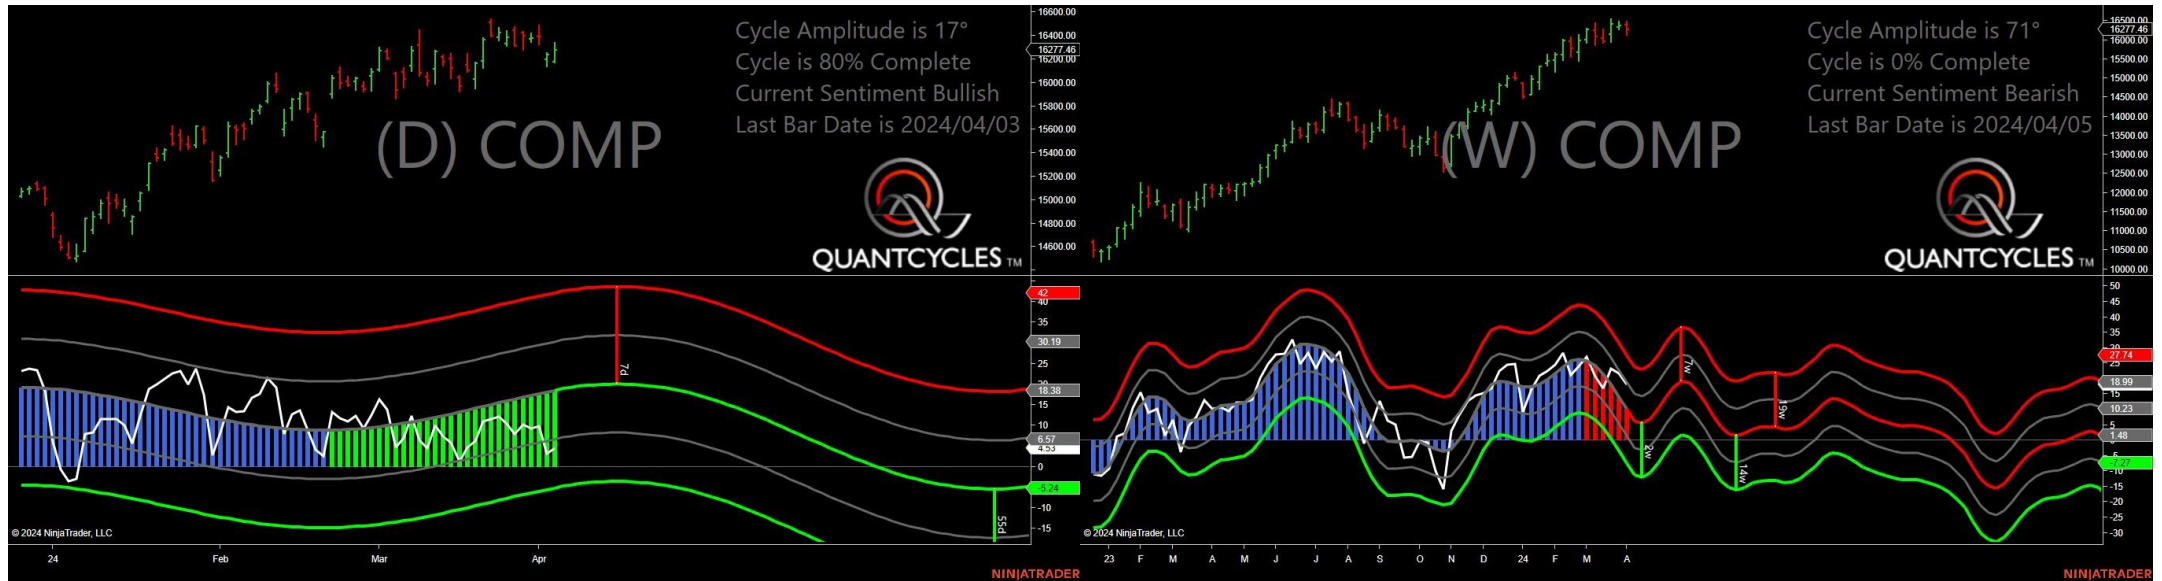 Cycle Amplitude is 17°
Cycle is 80% Complete
Current Sentiment Bullish
Last Bar Date is 2024/04/03
(D) COMP
QUANTCYCLES TM
16600.00
16400.00
16277.46
16200.00
16000.00
15800.00
15600.00
15400.00
15200.00
15000.00
14800.00
14600.00
42
40
35
30.19
25
18.38
15
10
6.57
4.53
0
-5.24
-10
-15
7d
55d
© 2024 NinjaTrader, LLC
24 Feb Mar Apr
NINJATRADER
Cycle Amplitude is 71°
Cycle is 0% Complete
Current Sentiment Bearish
Last Bar Date is 2024/04/05
(W) COMP
QUANTCYCLES TM
16500.00
16277.46
16000.00
15500.00
15000.00
14500.00
14000.00
13500.00
13000.00
12500.00
12000.00
11500.00
11000.00
10500.00
10000.00
50
45
40
35
30
27.74
18.99
15
10.23
5
1.48
-7.27
-10
-15
-20
-25
-30
2w
7w
14w
19w
© 2024 NinjaTrader, LLC
23 F M A M J J A S O N D 24 F M A
NINJATRADER